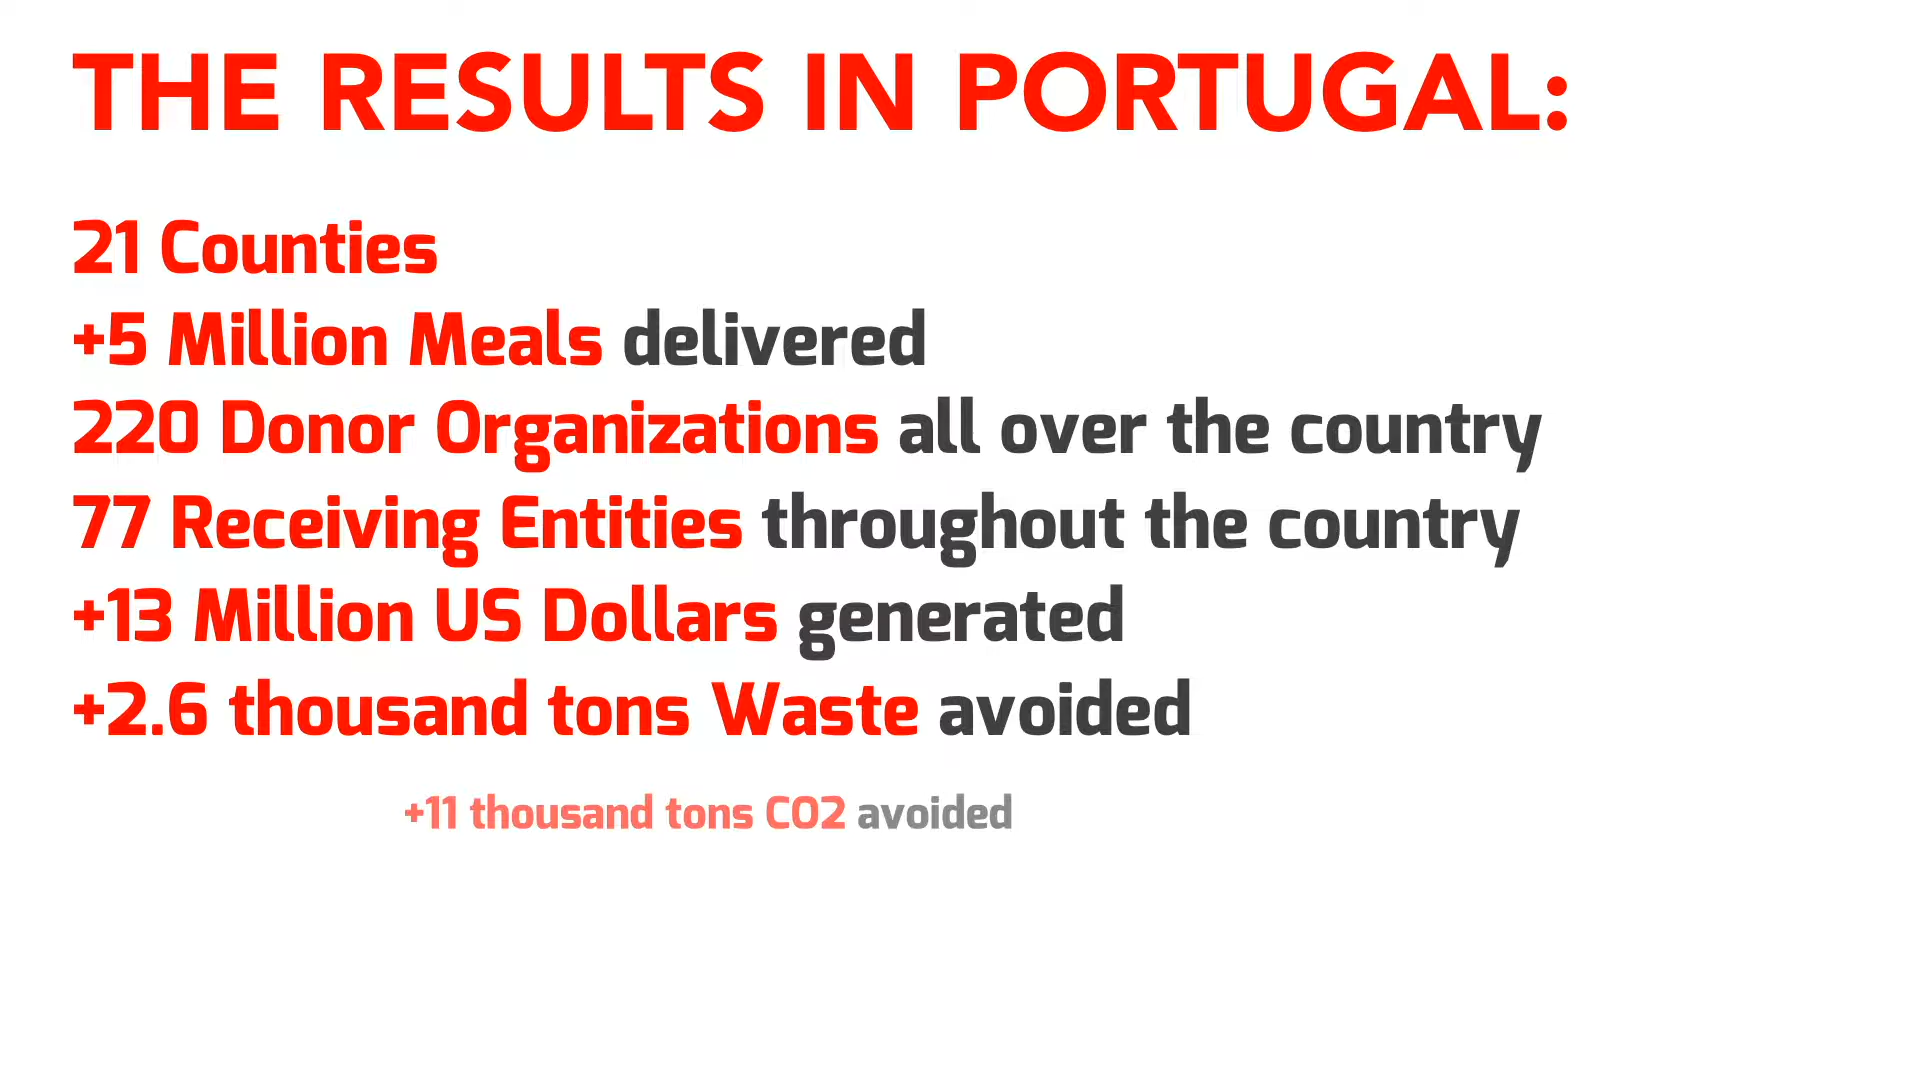 THE RESULTS IN PORTUGAL:
21 Counties
+5 Million Meals delivered
220 Donor Organizations all over the country
77 Receiving Entities throughout the country
+13 Million US Dollars generated
+2.6 thousand tons Waste avoided
+11 thousand tons CO2 avoided